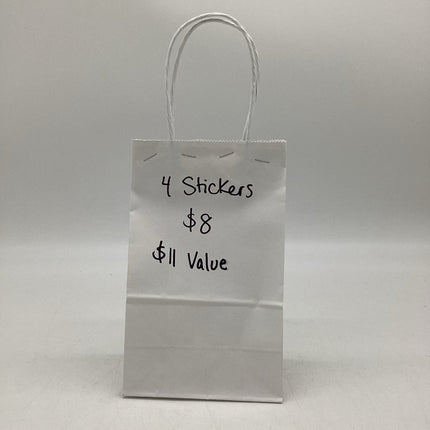 4 Stickers
$8
$11 Value